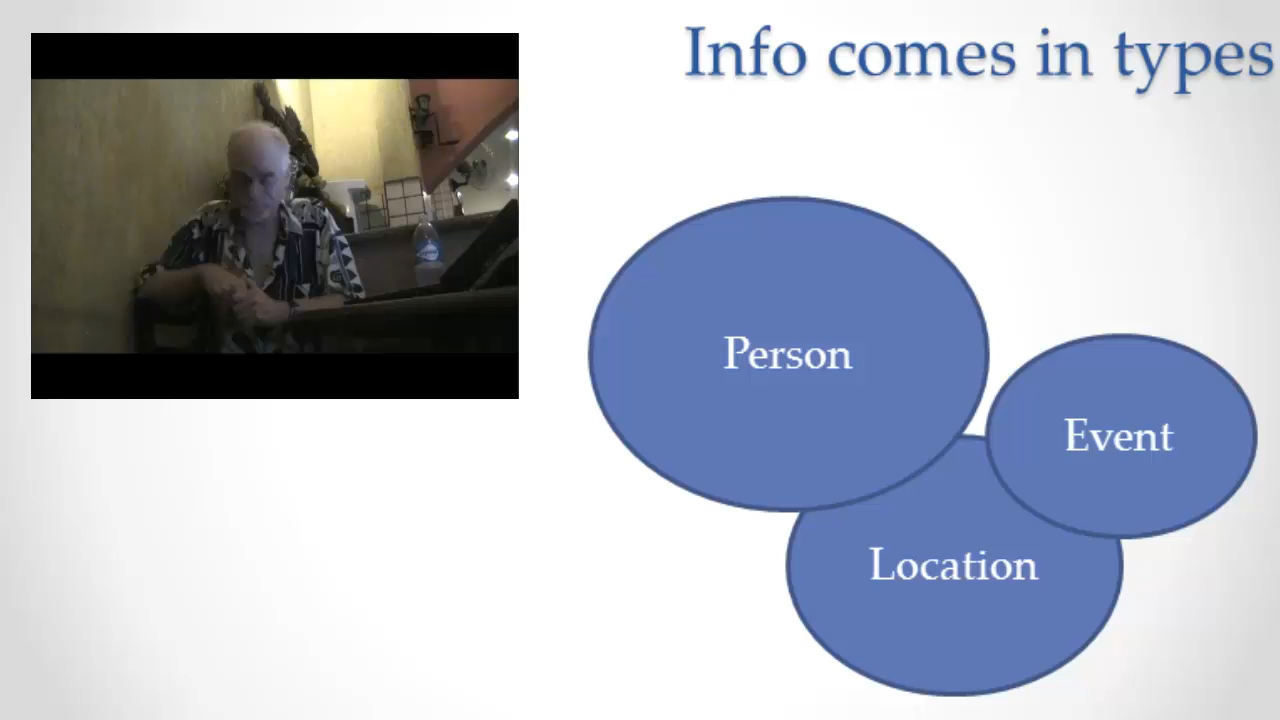 Info comes in types
Person
Event
Location